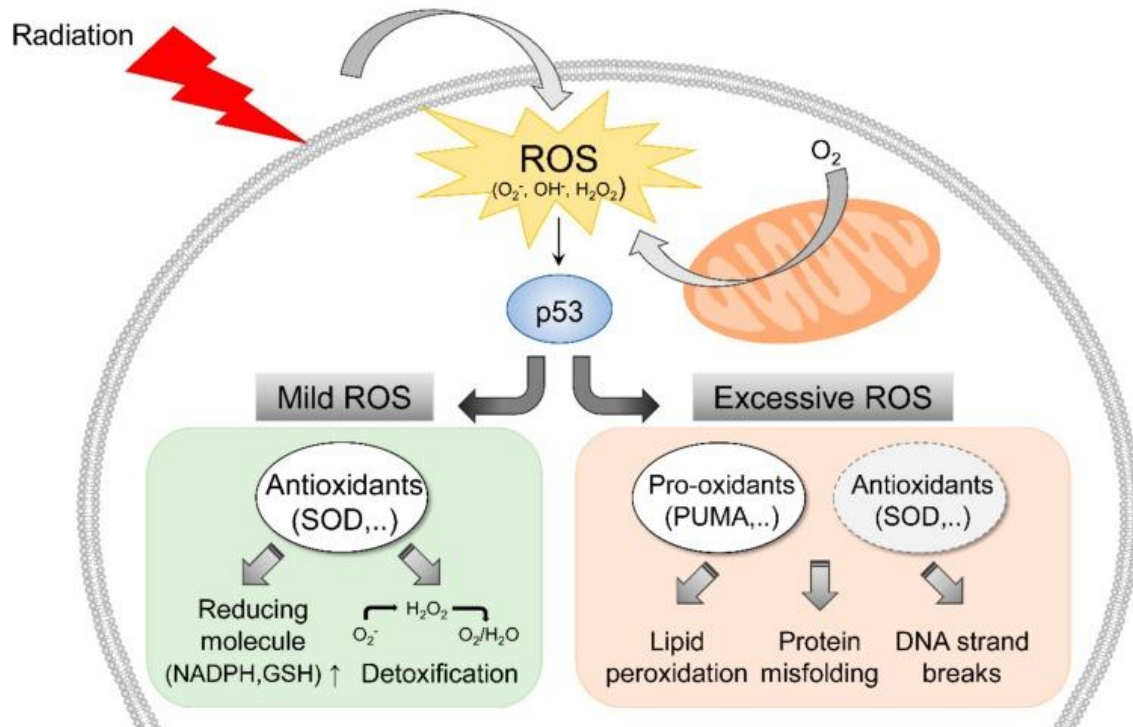 Radiation
ROS
(O₂⁻, OH⁻, H₂O₂)
O₂
p53
Mild ROS
Excessive ROS
Antioxidants
(SOD,..)
Pro-oxidants
(PUMA,..)
Antioxidants
(SOD,..)
Reducing
molecule
(NADPH,GSH) ↑
O₂⁻
H₂O₂
O₂/H₂O
Detoxification
Lipid
peroxidation
Protein
misfolding
DNA strand
breaks